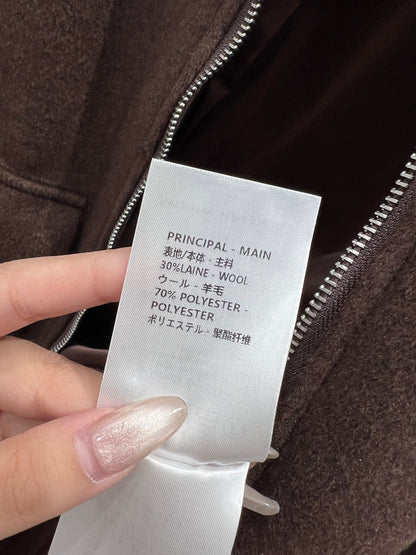 PRINCIPAL - MAIN
表地/本体 - 主料
30%LAINE - WOOL
ウール - 羊毛
70% POLYESTER -
POLYESTER
ポリエステル - 聚酯纤维